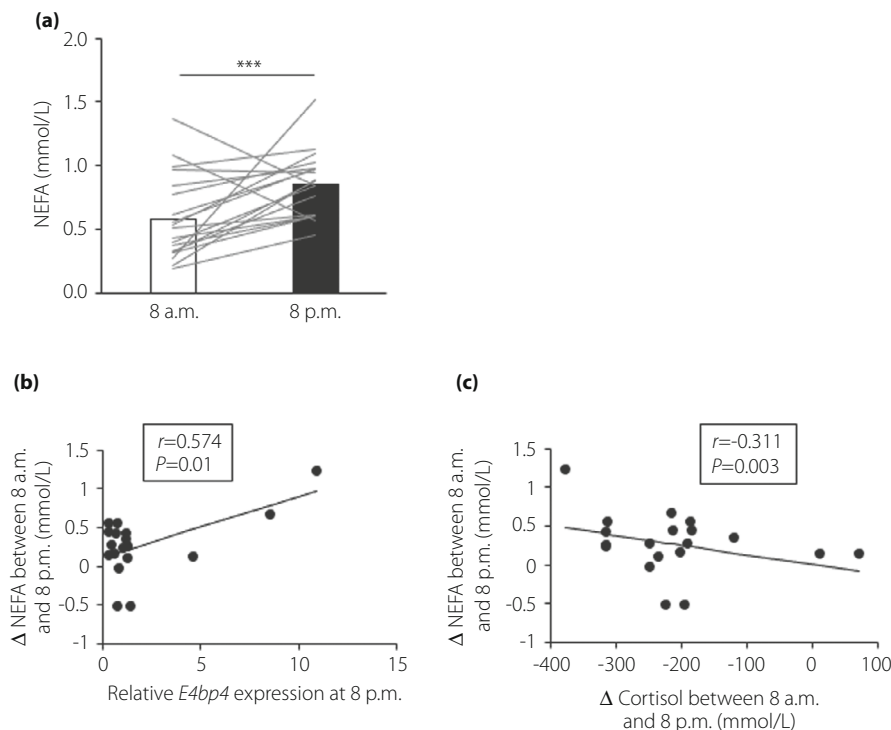 (a)
2.0
1.5
1.0
0.5
0.0
NEFA (mmol/L)
***
8 a.m.
8 p.m.
(b)
r=0.574
P=0.01
1.5
1
0.5
0
-0.5
-1
Δ NEFA between 8 a.m.
and 8 p.m. (mmol/L)
0
5
10
15
Relative E4bp4 expression at 8 p.m.
(c)
r=-0.311
P=0.003
1.5
1
0.5
0
-0.5
-1
Δ NEFA between 8 a.m.
and 8 p.m. (mmol/L)
-400
-300
-200
-100
0
100
Δ Cortisol between 8 a.m.
and 8 p.m. (mmol/L)